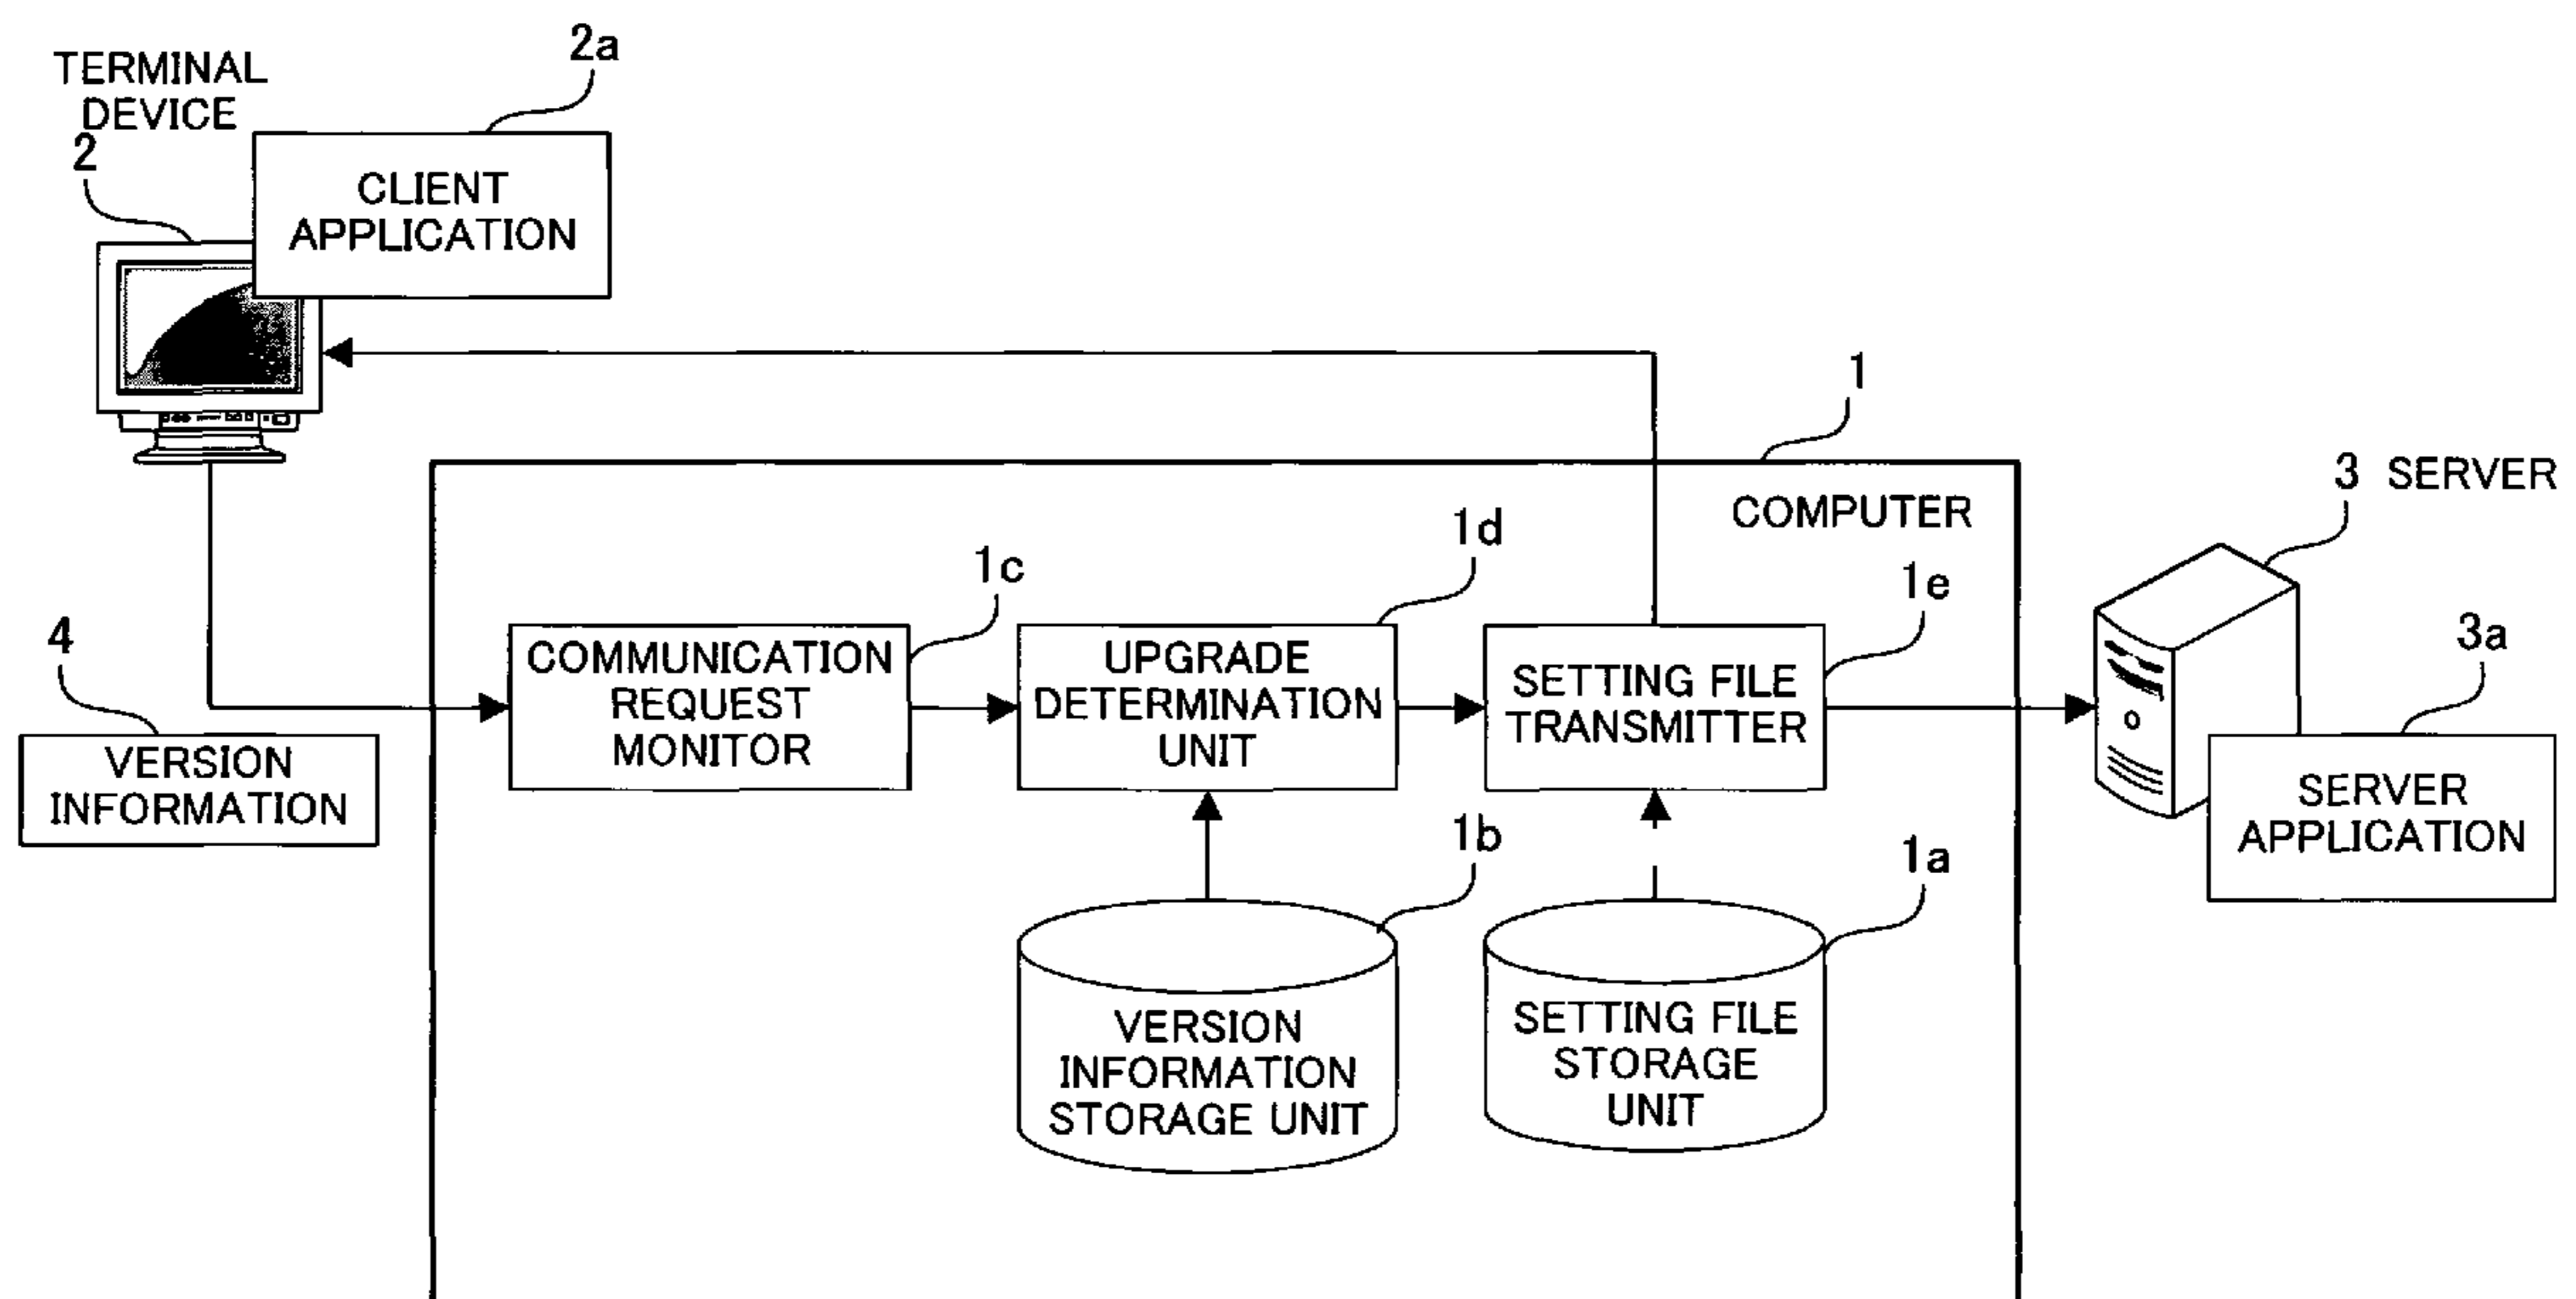 TERMINAL
DEVICE
2
2a
CLIENT
APPLICATION
1
COMPUTER
3 SERVER
4
VERSION
INFORMATION
1c
COMMUNICATION
REQUEST
MONITOR
1d
UPGRADE
DETERMINATION
UNIT
1e
SETTING FILE
TRANSMITTER
3a
SERVER
APPLICATION
1b
VERSION
INFORMATION
STORAGE UNIT
1a
SETTING FILE
STORAGE
UNIT